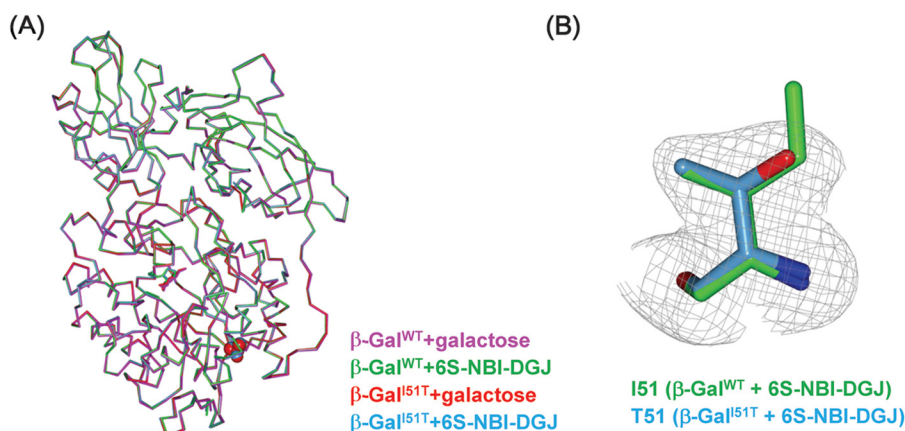 (A)
β-Gal^WT+galactose
β-Gal^WT+6S-NBI-DGJ
β-Gal^I51T+galactose
β-Gal^I51T+6S-NBI-DGJ
(B)
I51 (β-Gal^WT + 6S-NBI-DGJ)
T51 (β-Gal^I51T + 6S-NBI-DGJ)